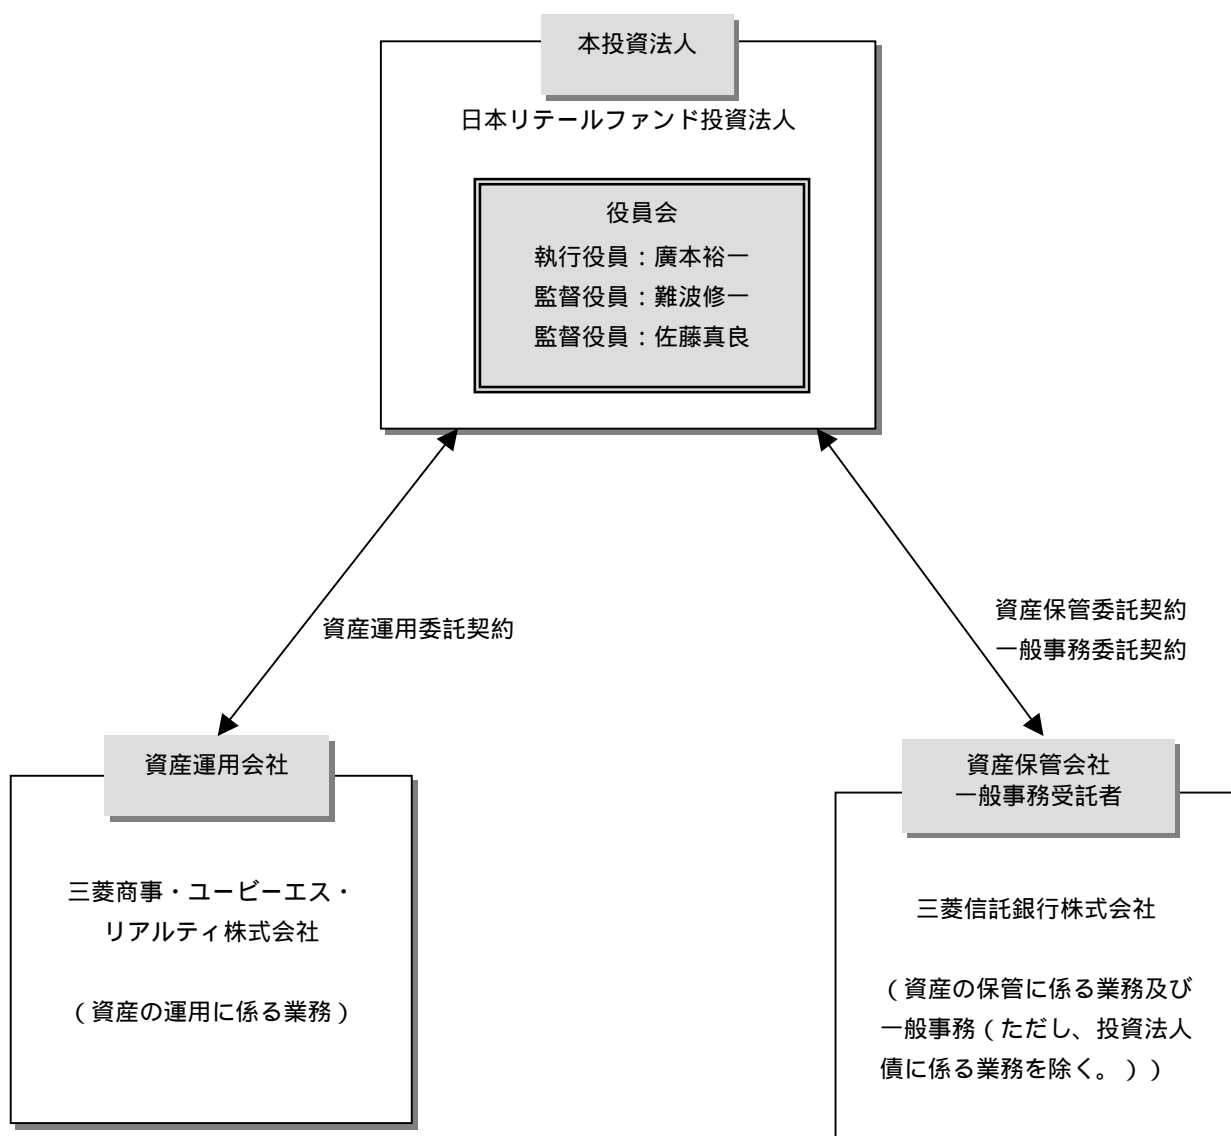 本投資法人
日本リテールファンド投資法人
役員会
執行役員：廣本裕一
監督役員：難波修一
監督役員：佐藤真良
資産運用委託契約
資産保管委託契約
一般事務委託契約
資産運用会社
三菱商事・ユービーエス・
リアルティ株式会社
（資産の運用に係る業務）
資産保管会社
一般事務受託者
三菱信託銀行株式会社
（資産の保管に係る業務及び
一般事務（ただし、投資法人
債に係る業務を除く。））